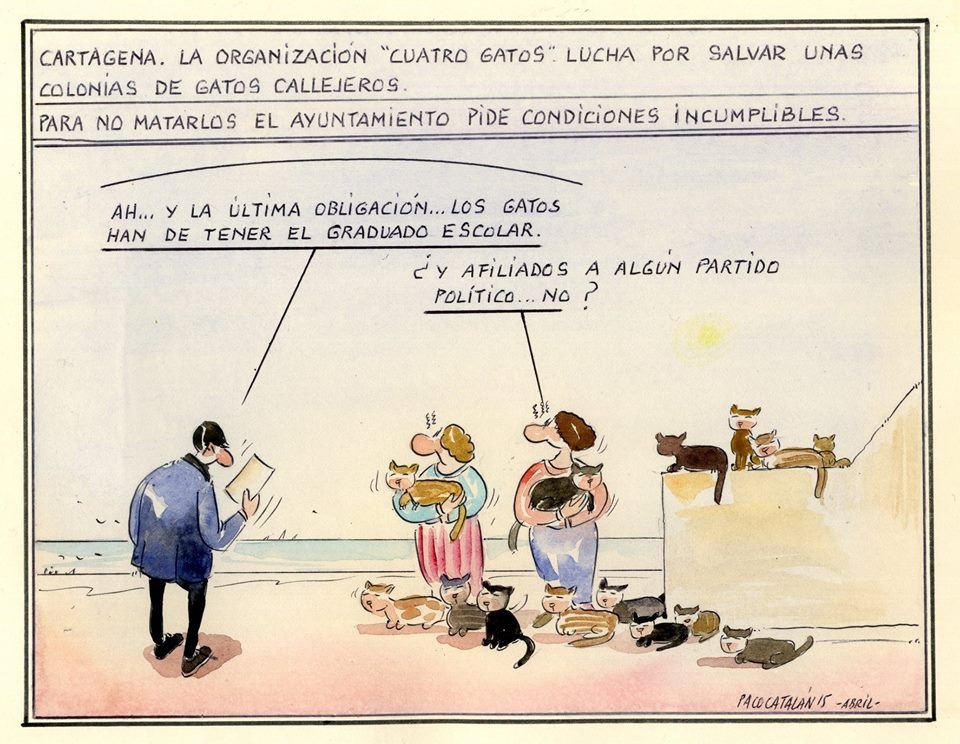 CARTAGENA. LA ORGANIZACIÓN "CUATRO GATOS". LUCHA POR SALVAR UNAS
COLONIAS DE GATOS CALLEJEROS.
PARA NO MATARLOS EL AYUNTAMIENTO PIDE CONDICIONES INCUMPLIBLES.
AH... Y LA ÚLTIMA OBLIGACIÓN... LOS GATOS
HAN DE TENER EL GRADUADO ESCOLAR.
¿Y AFILIADOS A ALGÚN PARTIDO
POLÍTICO... NO?
PACO CATALÁN 15 -ABRIL-